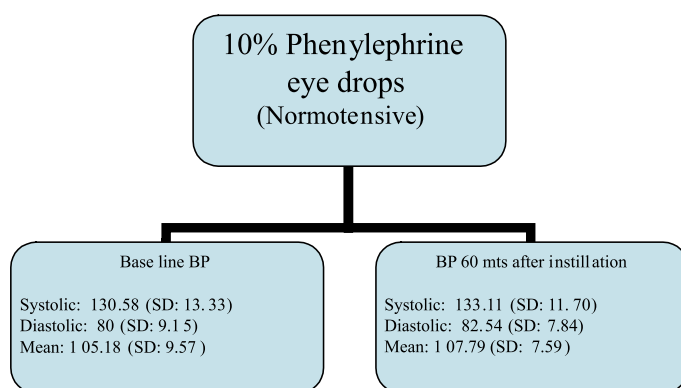 10% Phenylephrine
eye drops
(Normotensive)
Base line BP
Systolic: 130.58 (SD: 13.33)
Diastolic: 80 (SD: 9.15)
Mean: 1 05.18 (SD: 9.57 )
BP 60 mts after instillation
Systolic: 133.11 (SD: 11.70)
Diastolic: 82.54 (SD: 7.84)
Mean: 1 07.79 (SD: 7.59 )